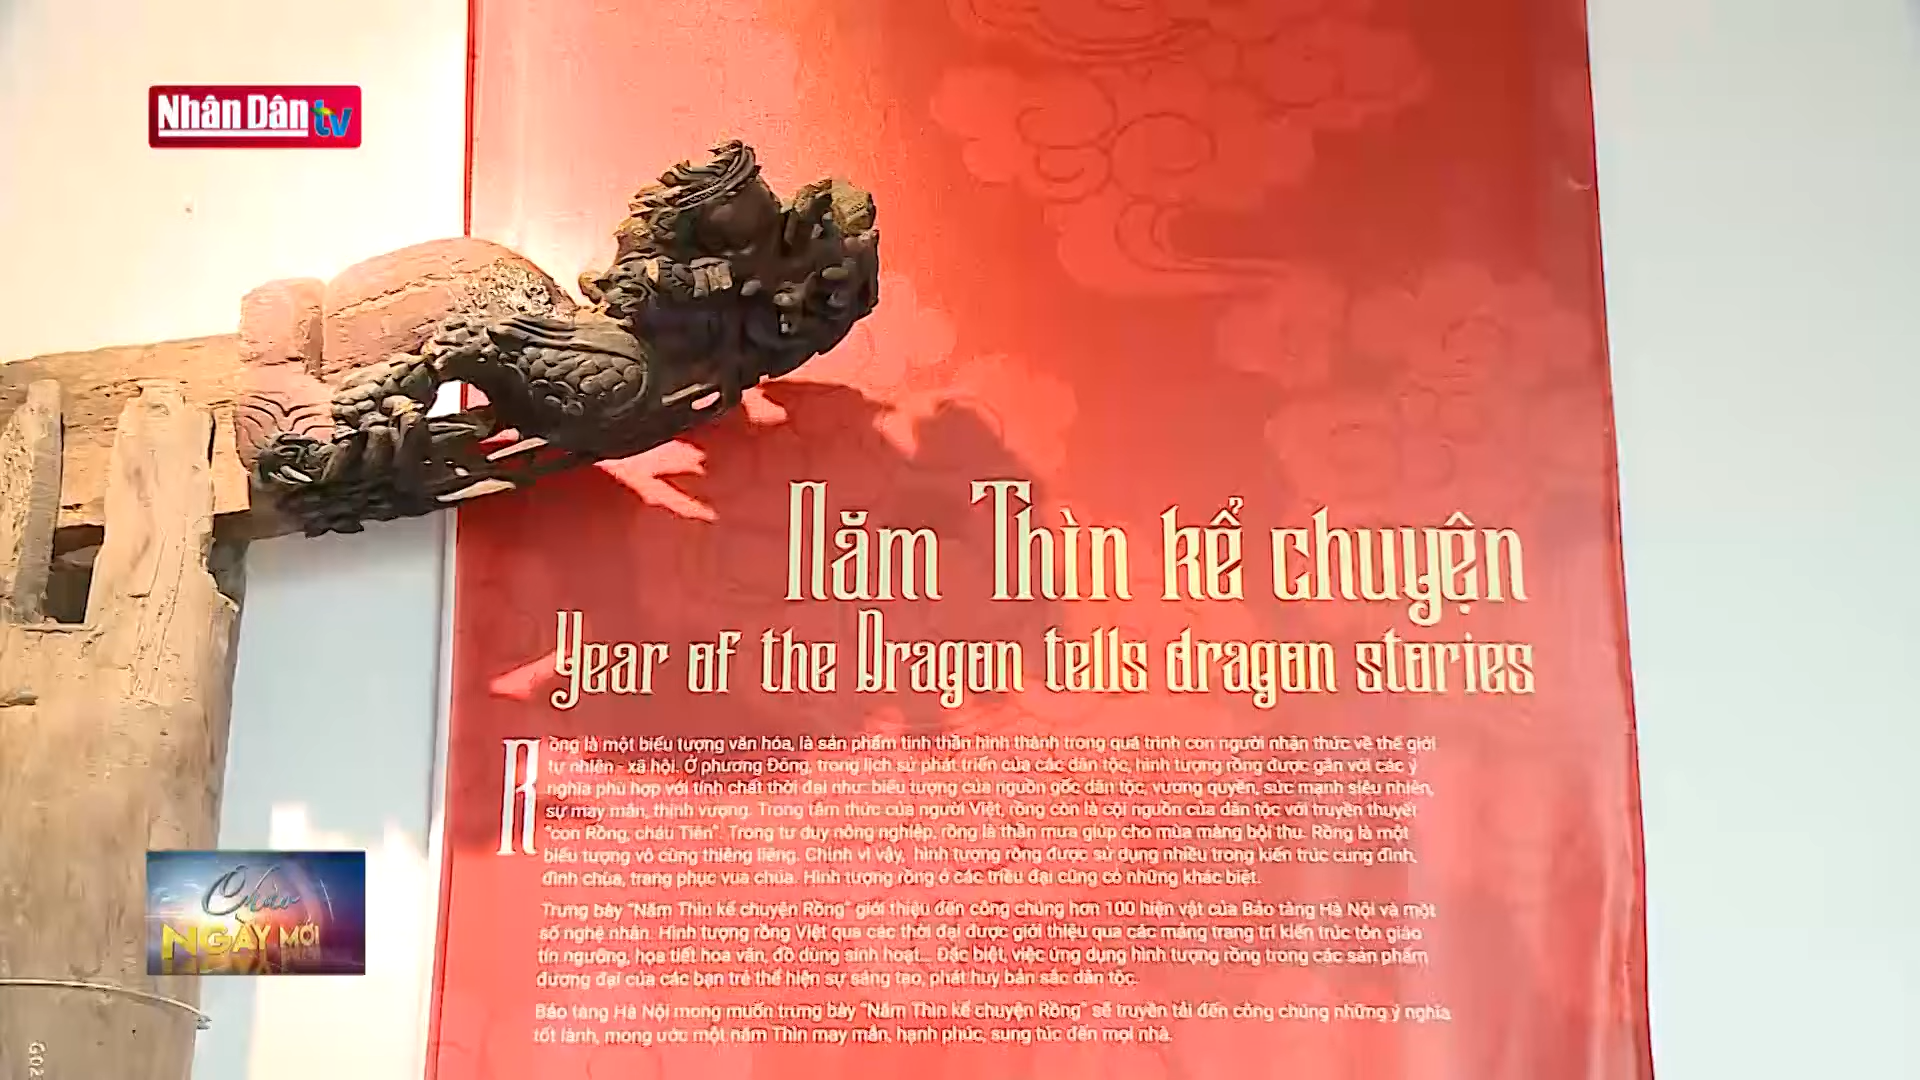 Nhân Dân tv
Năm Thìn kể chuyện
Year of the Dragon tells dragon stories
Rồng là một biểu tượng văn hóa, là sản phẩm tinh thần hình thành trong quá trình con người nhận thức về thế giới
tự nhiên - xã hội. Ở phương Đông, trong lịch sử phát triển của các dân tộc, hình tượng rồng được gắn với các ý
nghĩa phù hợp với tính chất thời đại như: biểu tượng của nguồn gốc dân tộc, vương quyền, sức mạnh siêu nhiên,
sự may mắn, thịnh vượng. Trong tâm thức của người Việt, rồng còn là cội nguồn của dân tộc với truyền thuyết
"con Rồng, cháu Tiên". Trong tư duy nông nghiệp, rồng là thần mưa giúp cho mùa màng bội thu. Rồng là một
biểu tượng vô cùng thiêng liêng. Chính vì vậy, hình tượng rồng được sử dụng nhiều trong kiến trúc cung đình,
đình chùa, trang phục vua chúa. Hình tượng rồng ở các triều đại cũng có những khác biệt.
Trưng bày "Năm Thìn kể chuyện Rồng" giới thiệu đến công chúng hơn 100 hiện vật của Bảo tàng Hà Nội và một
số nghệ nhân. Hình tượng rồng Việt qua các thời đại được giới thiệu qua các mảng trang trí kiến trúc tôn giáo
tín ngưỡng, họa tiết hoa văn, đồ dùng sinh hoạt... Đặc biệt, việc ứng dụng hình tượng rồng trong các sản phẩm
đương đại của các bạn trẻ thể hiện sự sáng tạo, phát huy bản sắc dân tộc.
Bảo tàng Hà Nội mong muốn trưng bày "Năm Thìn kể chuyện Rồng" sẽ truyền tải đến công chúng những ý nghĩa
tốt lành, mong ước một năm Thìn may mắn, hạnh phúc, sung túc đến mọi nhà.
Chào
NGÀY MỚI